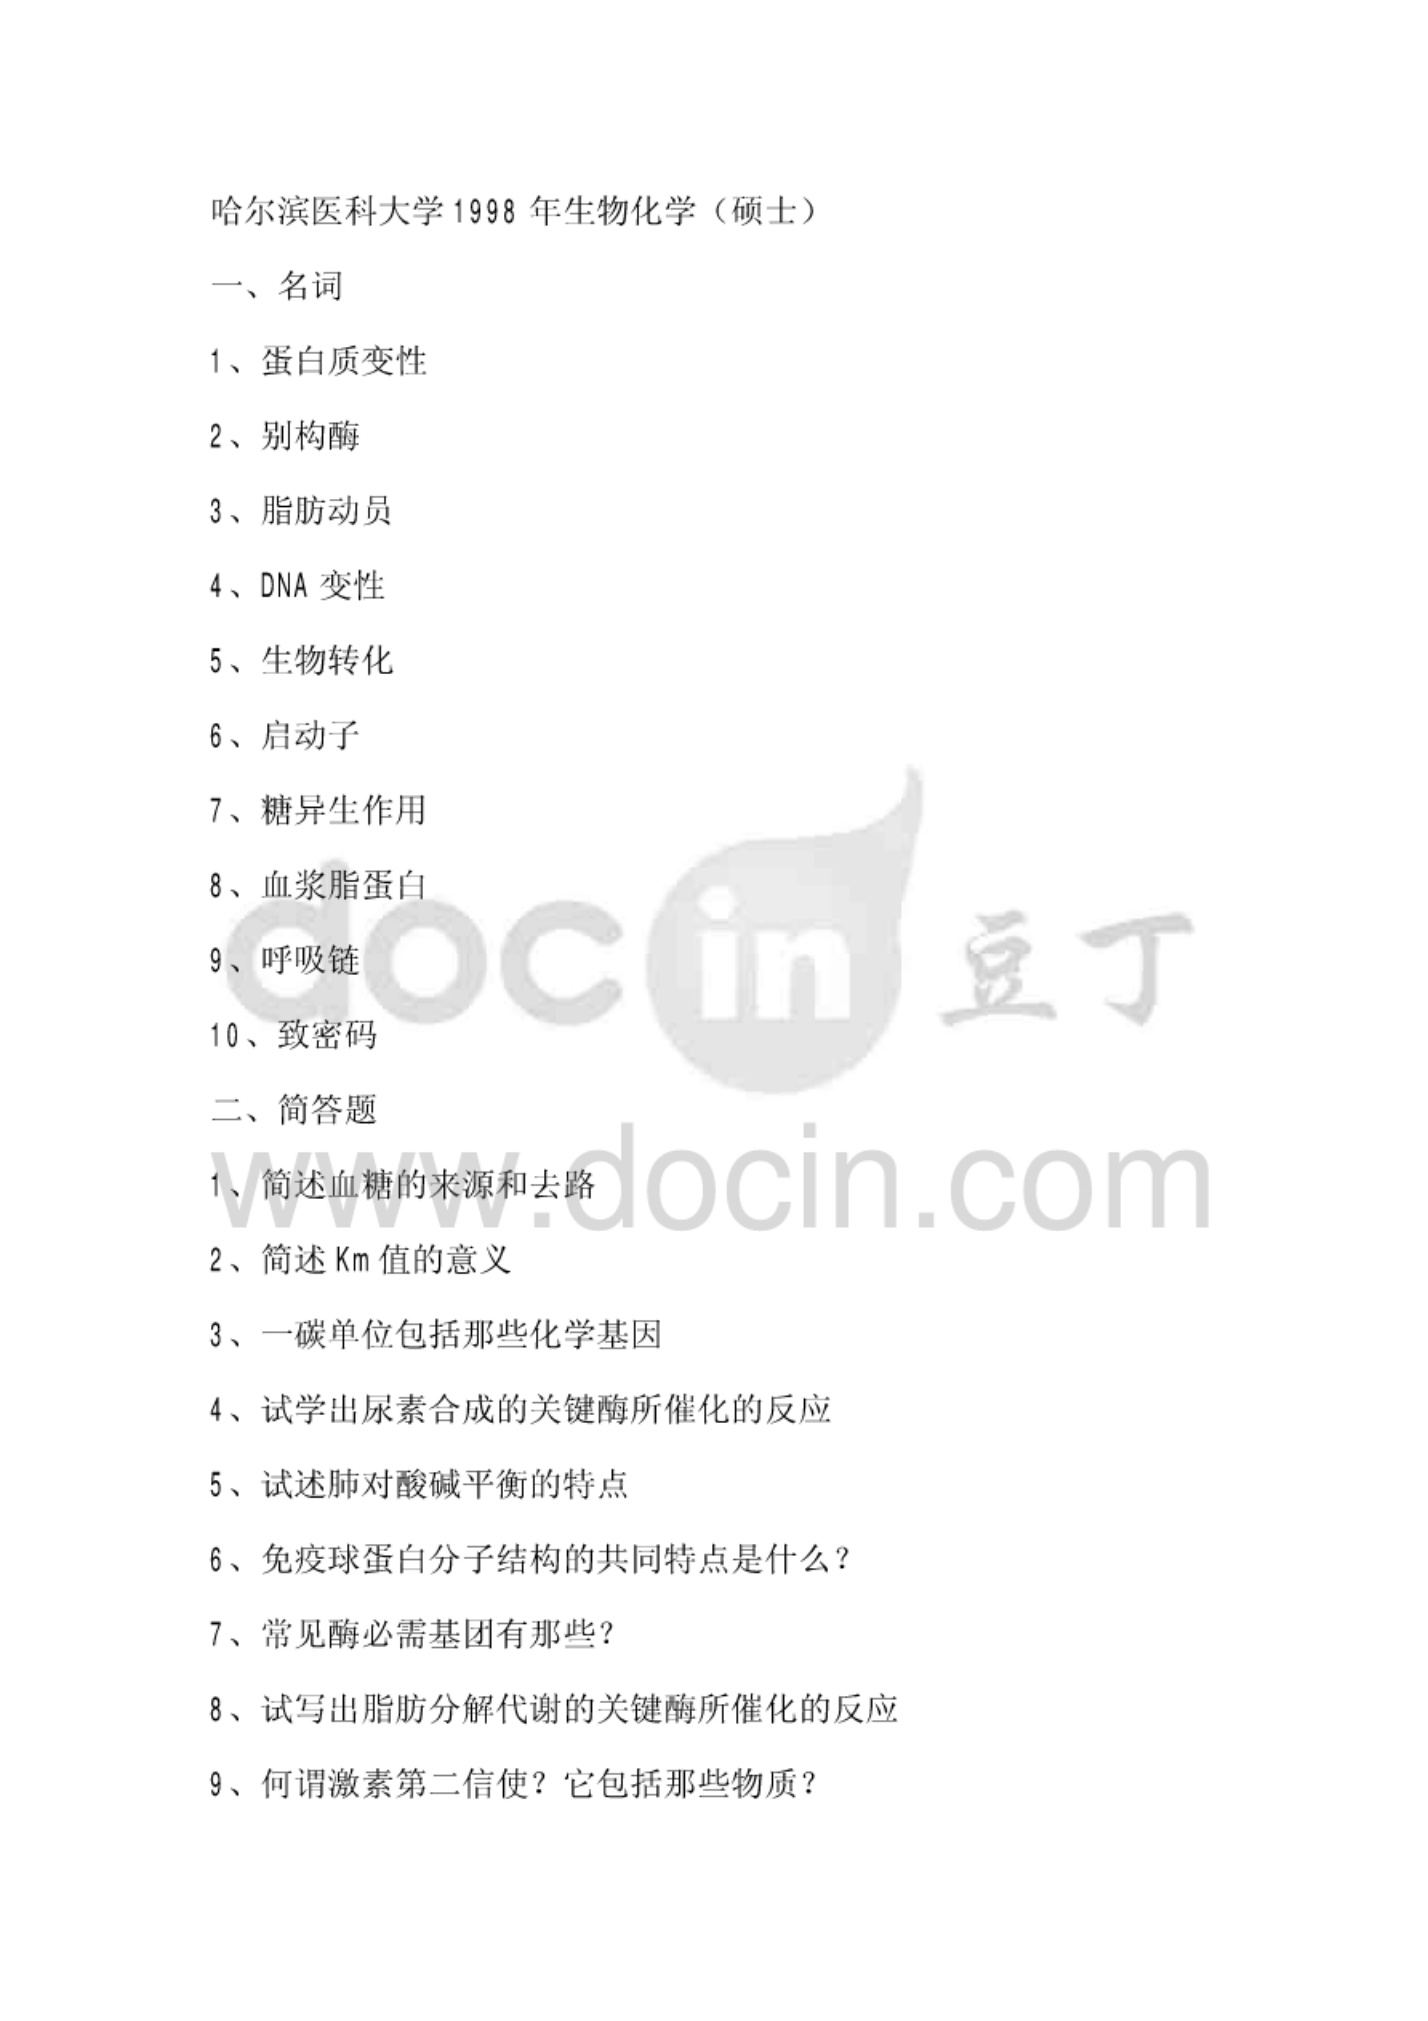 哈尔滨医科大学1998 年生物化学（硕士）
一、名词
1、蛋白质变性
2、别构酶
3、脂肪动员
4、DNA 变性
5、生物转化
6、启动子
7、糖异生作用
8、血浆脂蛋白
9、呼吸链
10、致密码
二、简答题
1、简述血糖的来源和去路
2、简述 Km 值的意义
3、一碳单位包括那些化学基因
4、试学出尿素合成的关键酶所催化的反应
5、试述肺对酸碱平衡的特点
6、免疫球蛋白分子结构的共同特点是什么？
7、常见酶必需基团有那些？
8、试写出脂肪分解代谢的关键酶所催化的反应
9、何谓激素第二信使？它包括那些物质？
docin 豆丁
www.docin.com